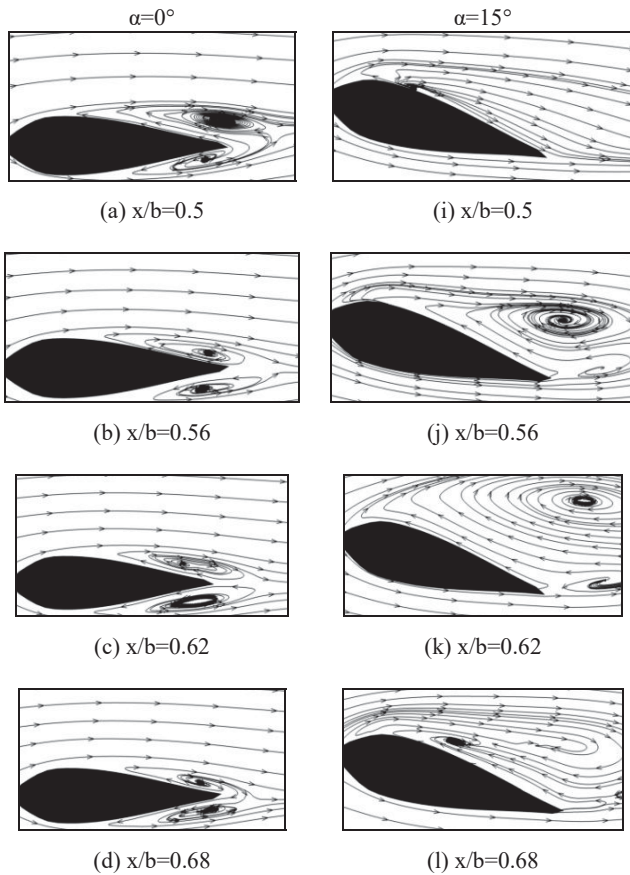 α=0° α=15°
(a) x/b=0.5 (i) x/b=0.5
(b) x/b=0.56 (j) x/b=0.56
(c) x/b=0.62 (k) x/b=0.62
(d) x/b=0.68 (l) x/b=0.68